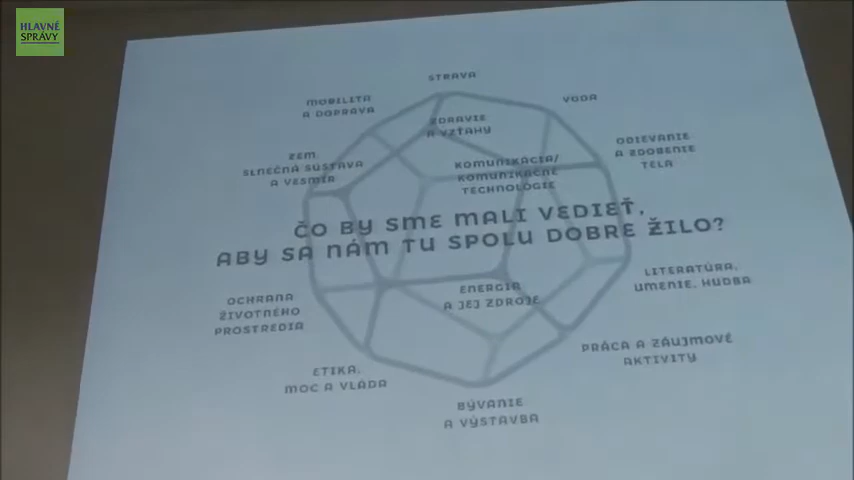 HLAVNÉ
SPRÁVY
STRAVA
MOBILITA
A DOPRAVA
VODA
ZDRAVIE
A VZŤAHY
ODIEVANIE
A ZDOBENIE
TELA
ZEM,
SLNEČNÁ SÚSTAVA
A VESMÍR
KOMUNIKÁCIA/
KOMUNIKAČNÉ
TECHNOLÓGIE
ČO BY SME MALI VEDIEŤ,
ABY SA NÁM TU SPOLU DOBRE ŽILO?
LITERATÚRA,
UMENIE, HUDBA
ENERGIA
A JEJ ZDROJE
OCHRANA
ŽIVOTNÉHO
PROSTREDIA
PRÁCA A ZÁUJMOVÉ
AKTIVITY
ETIKA,
MOC A VLÁDA
BÝVANIE
A VÝSTAVBA